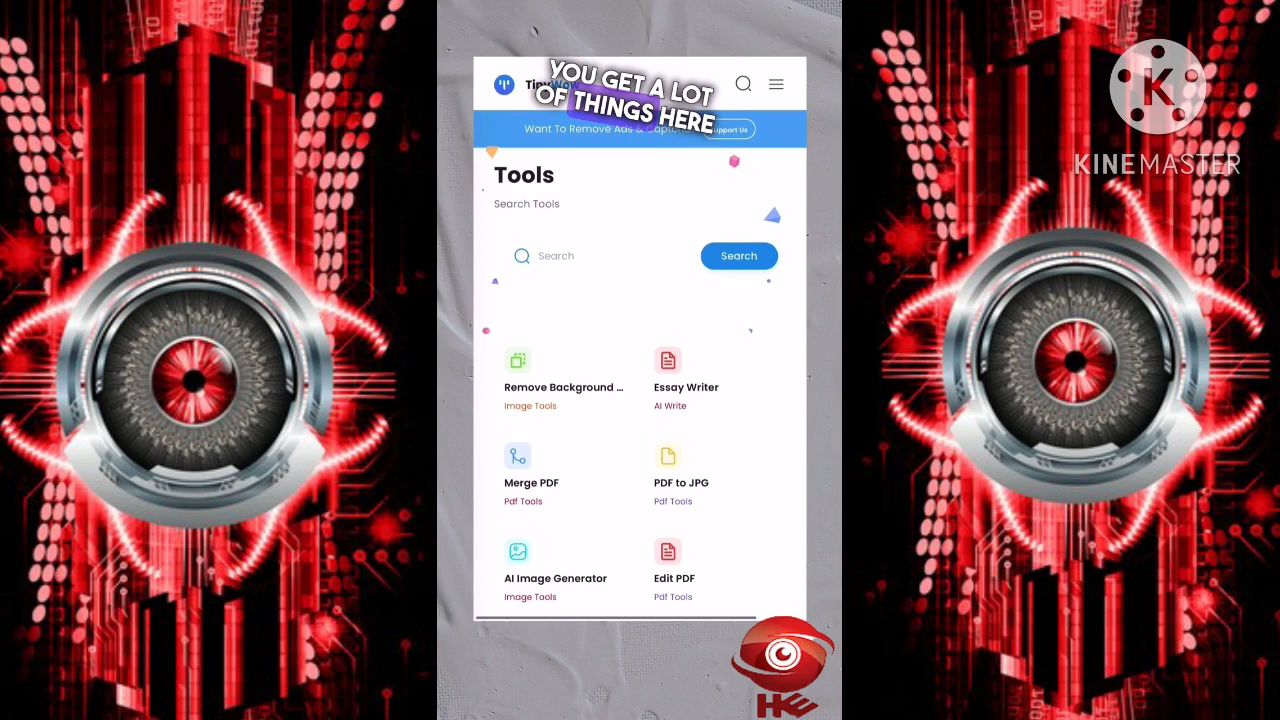 TinyWow
YOU GET A LOT
OF THINGS HERE
Want To Remove Ads & Captcha
Support Us
Tools
Search Tools
Search
Search
Remove Background ...
Image Tools
Essay Writer
AI Write
Merge PDF
Pdf Tools
PDF to JPG
Pdf Tools
AI Image Generator
Image Tools
Edit PDF
Pdf Tools
K
KINEMASTER
HKE